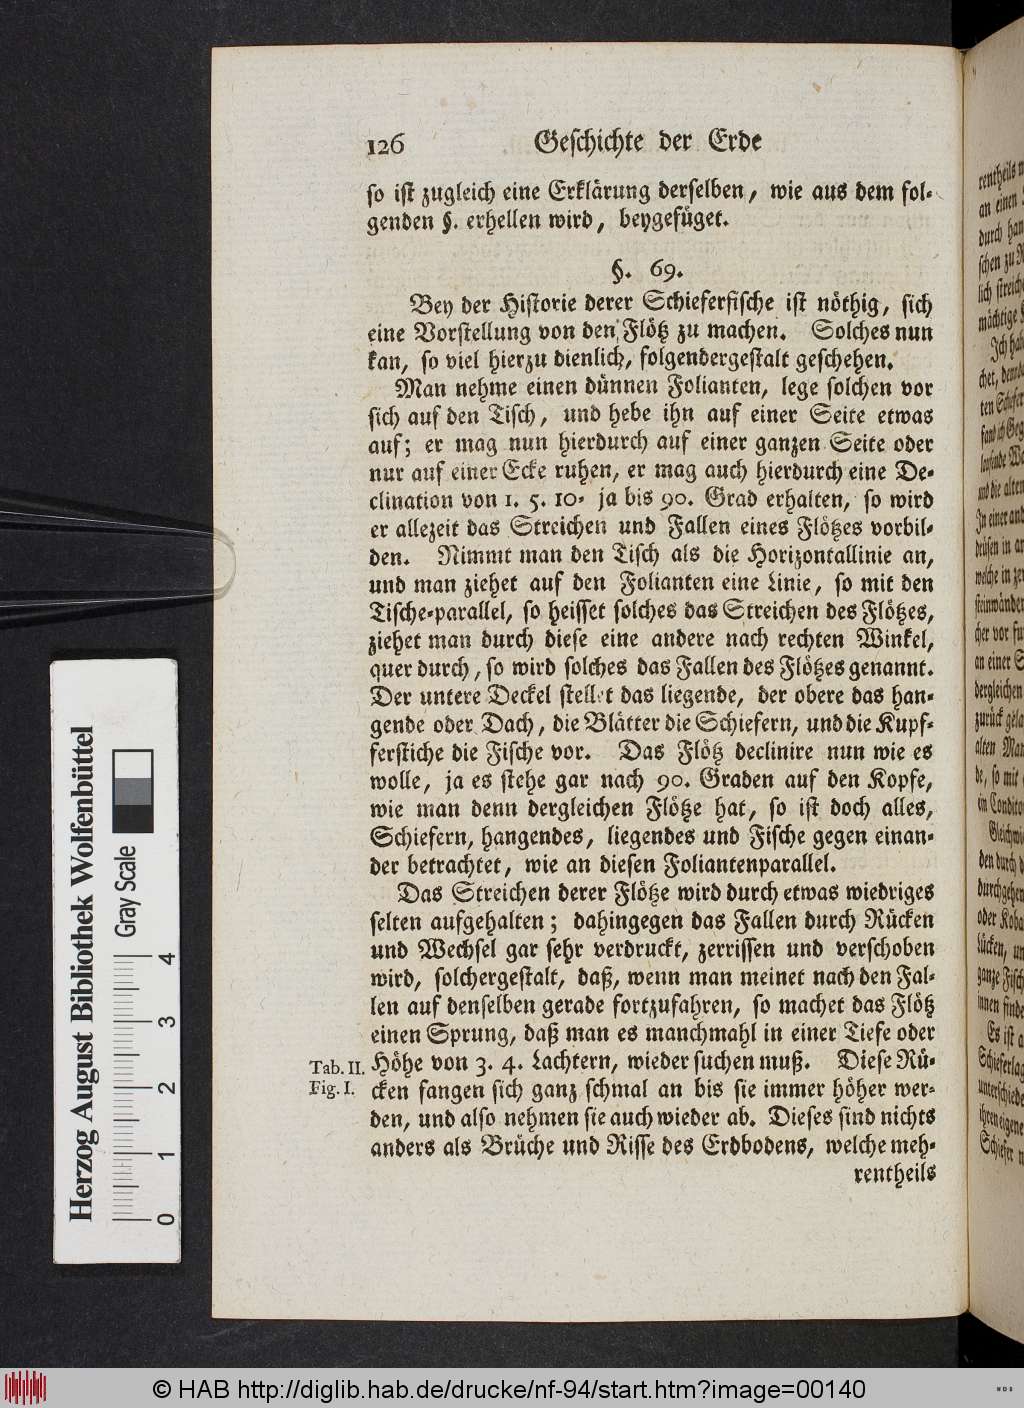 126 Geschichte der Erde
so ist zugleich eine Erklärung derselben, wie aus dem fol-
genden §. erhellen wird, beygefüget.
§. 69.
Bey der Historie derer Schieferfische ist nöthig, sich
eine Vorstellung von den Flötz zu machen. Solches nun
kan, so viel hierzu dienlich, folgendergestalt geschehen.
Man nehme einen dünnen Folianten, lege solchen vor
sich auf den Tisch, und hebe ihn auf einer Seite etwas
auf; er mag nun hierdurch auf einer ganzen Seite oder
nur auf einer Ecke ruhen, er mag auch hierdurch eine De-
clination von 1. 5. 10- ja bis 90. Grad erhalten, so wird
er allezeit das Streichen und Fallen eines Flötzes vorbil-
den. Nimmt man den Tisch als die Horizontallinie an,
und man ziehet auf den Folianten eine Linie, so mit den
Tische-parallel, so heisset solches das Streichen des Flötzes,
ziehet man durch diese eine andere nach rechten Winkel,
quer durch, so wird solches das Fallen des Flötzes genannt.
Der untere Deckel stellet das liegende, der obere das han-
gende oder Dach, die Blätter die Schiefern, und die Kupf-
ferstiche die Fische vor. Das Flötz declinire nun wie es
wolle, ja es stehe gar nach 90. Graden auf den Kopfe,
wie man denn dergleichen Flötze hat, so ist doch alles,
Schiefern, hangendes, liegendes und Fische gegen einan-
der betrachtet, wie an diesen Foliantenparallel.
Das Streichen derer Flötze wird durch etwas wiedriges
selten aufgehalten; dahingegen das Fallen durch Rücken
und Wechsel gar sehr verdruckt, zerrissen und verschoben
wird, solchergestalt, daß, wenn man meinet nach den Fal-
len auf denselben gerade fortzufahren, so machet das Flötz
einen Sprung, daß man es manchmahl in einer Tiefe oder
Tab. II. Höhe von 3. 4. Lachtern, wieder suchen muß. Diese Rü-
Fig. I. cken fangen sich ganz schmal an bis sie immer höher wer-
den, und also nehmen sie auch wieder ab. Dieses sind nichts
anders als Brüche und Risse des Erdbodens, welche meh-
rentheils
Herzog August Bibliothek Wolfenbüttel
Gray Scale
0 1 2 3 4
© HAB http://diglib.hab.de/drucke/nf-94/start.htm?image=00140